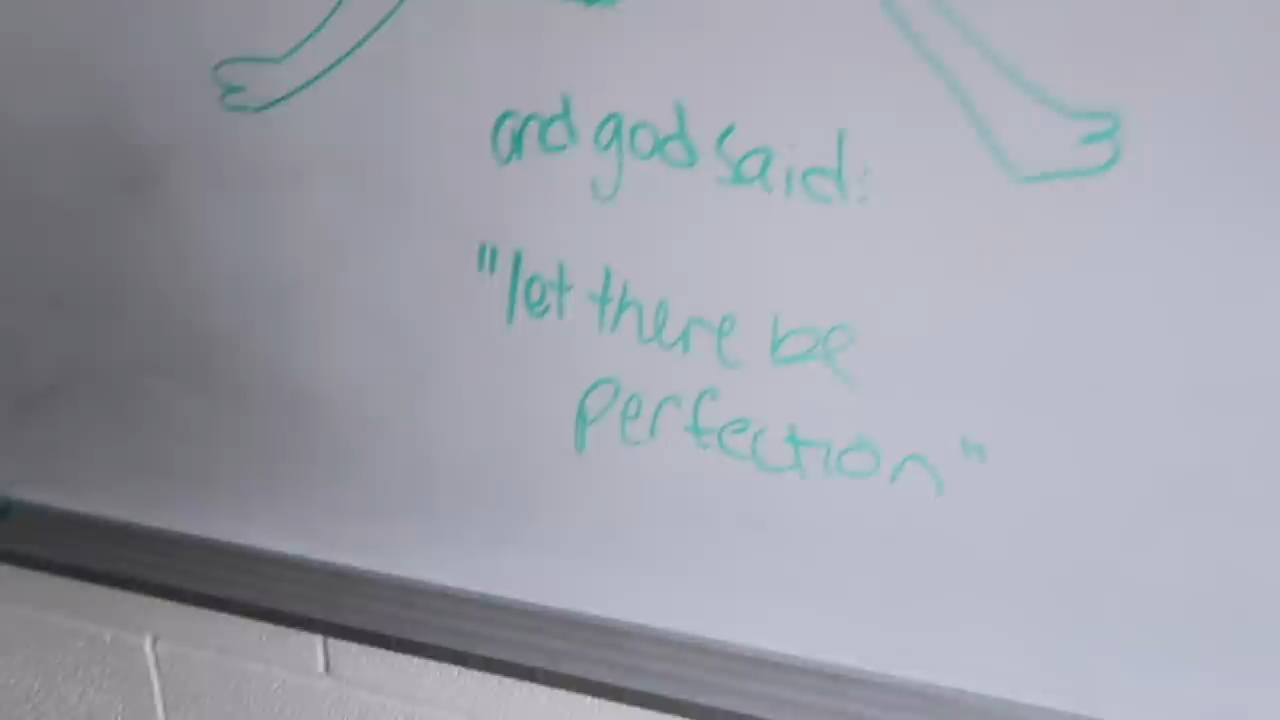 and god said:
"let there be
perfection"